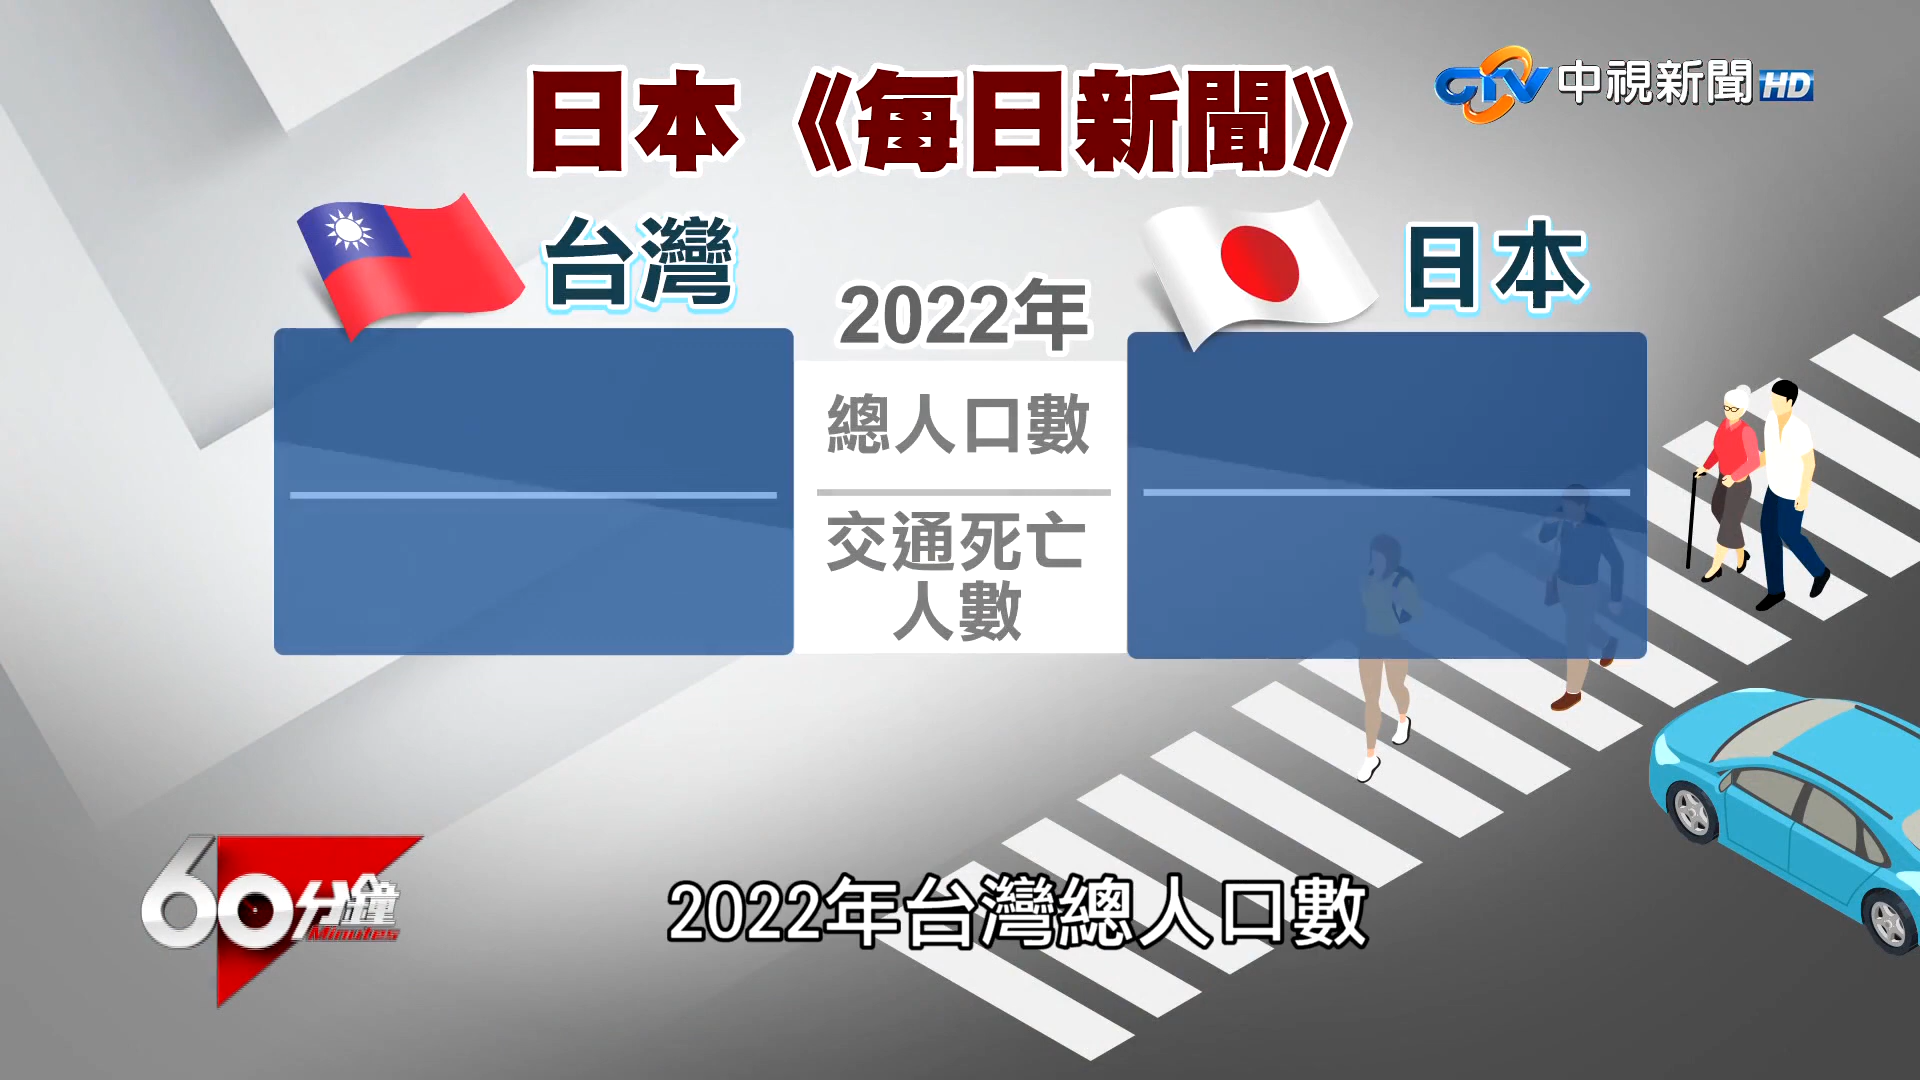 日本《每日新聞》
CTV 中視新聞 HD
台灣
日本
2022年
總人口數
交通死亡
人數
60分鐘
Minutes
2022年台灣總人口數